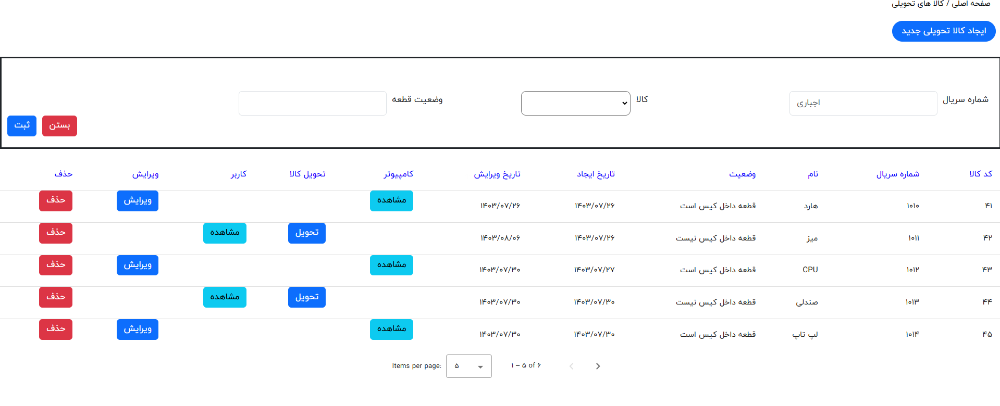 صفحه اصلی / کالا های تحویلی
ایجاد کالا تحویلی جدید
شماره سریال اجباری کالا وضعیت قطعه
بستن ثبت
کد کالا شماره سریال نام وضعیت تاریخ ایجاد تاریخ ویرایش کامپیوتر تحویل کالا کاربر ویرایش حذف
۴۱ ۱۰۱۰ هارد قطعه داخل کیس است ۱۴۰۳/۰۷/۲۶ ۱۴۰۳/۰۷/۲۶ مشاهده ویرایش حذف
۴۲ ۱۰۱۱ میز قطعه داخل کیس نیست ۱۴۰۳/۰۷/۲۶ ۱۴۰۳/۰۸/۰۶ تحویل مشاهده حذف
۴۳ ۱۰۱۲ CPU قطعه داخل کیس است ۱۴۰۳/۰۷/۲۷ ۱۴۰۳/۰۷/۳۰ مشاهده ویرایش حذف
۴۴ ۱۰۱۳ صندلی قطعه داخل کیس نیست ۱۴۰۳/۰۷/۳۰ ۱۴۰۳/۰۷/۳۰ تحویل مشاهده حذف
۴۵ ۱۰۱۴ لپ تاپ قطعه داخل کیس است ۱۴۰۳/۰۷/۳۰ ۱۴۰۳/۰۷/۳۰ مشاهده ویرایش حذف
Items per page: ۵ ۱ – ۵ of ۶